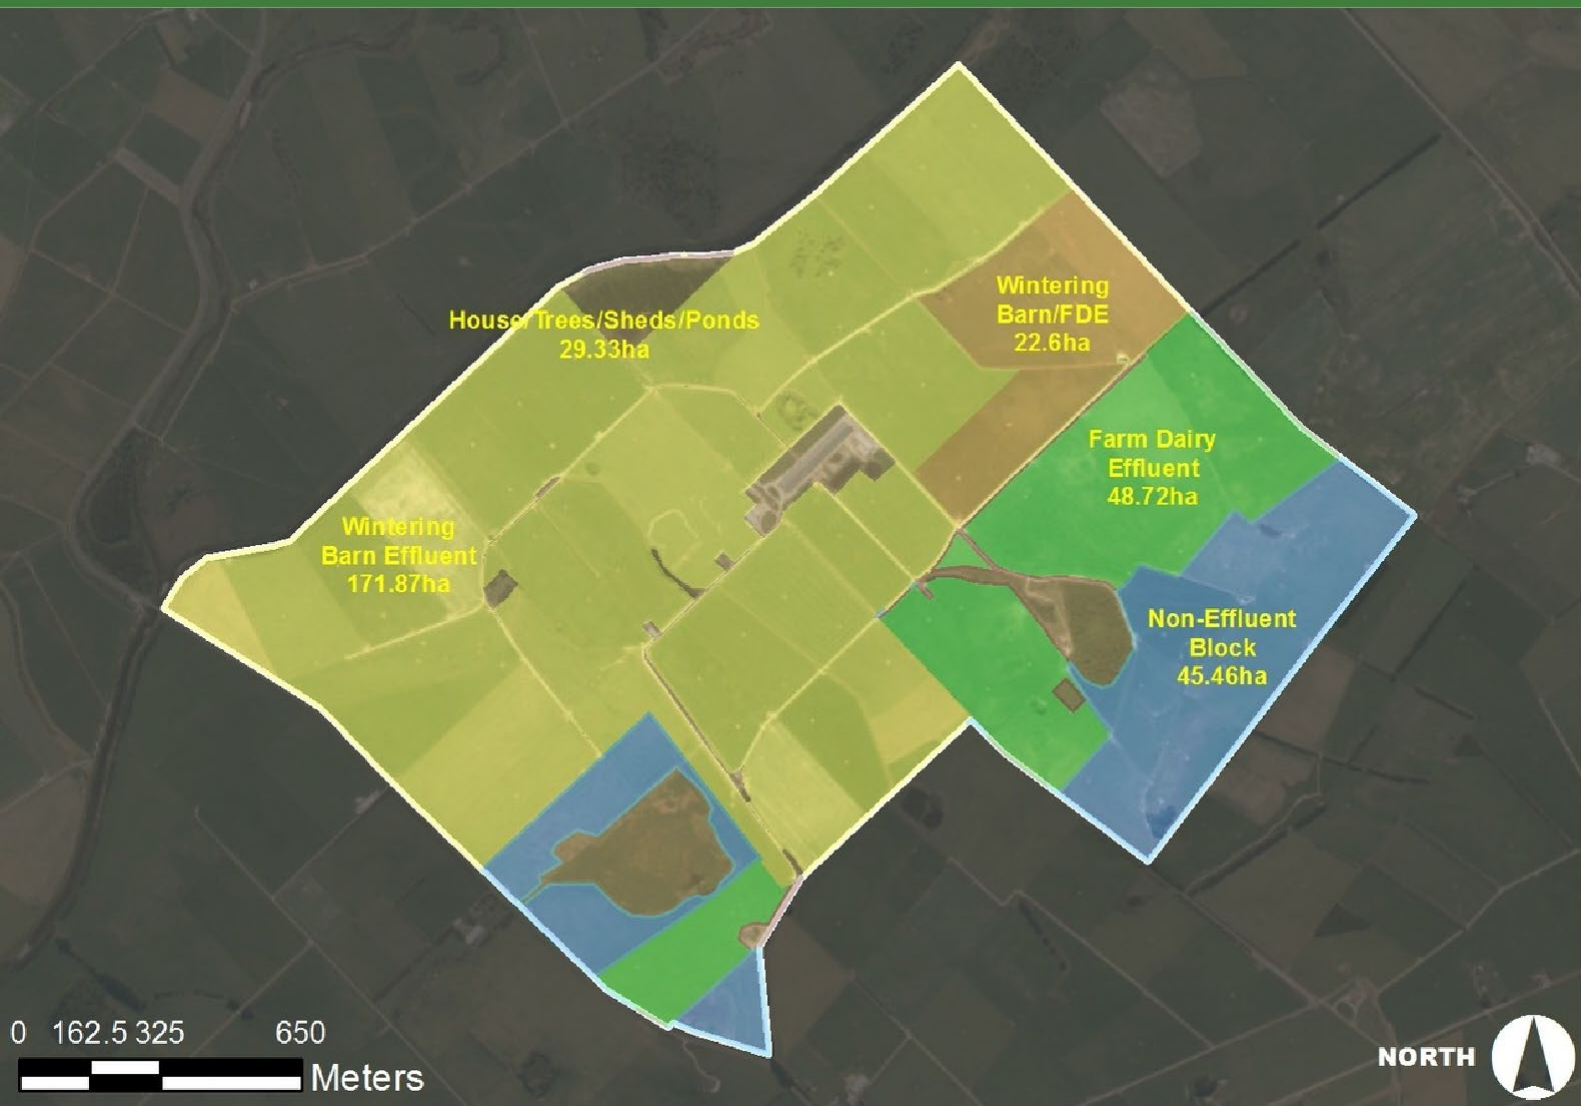 Wintering
Barn/FDE
22.6ha
House/Trees/Sheds/Ponds
29.33ha
Farm Dairy
Effluent
48.72ha
Wintering
Barn Effluent
171.87ha
Non-Effluent
Block
45.46ha
0 162.5 325 650
Meters
NORTH